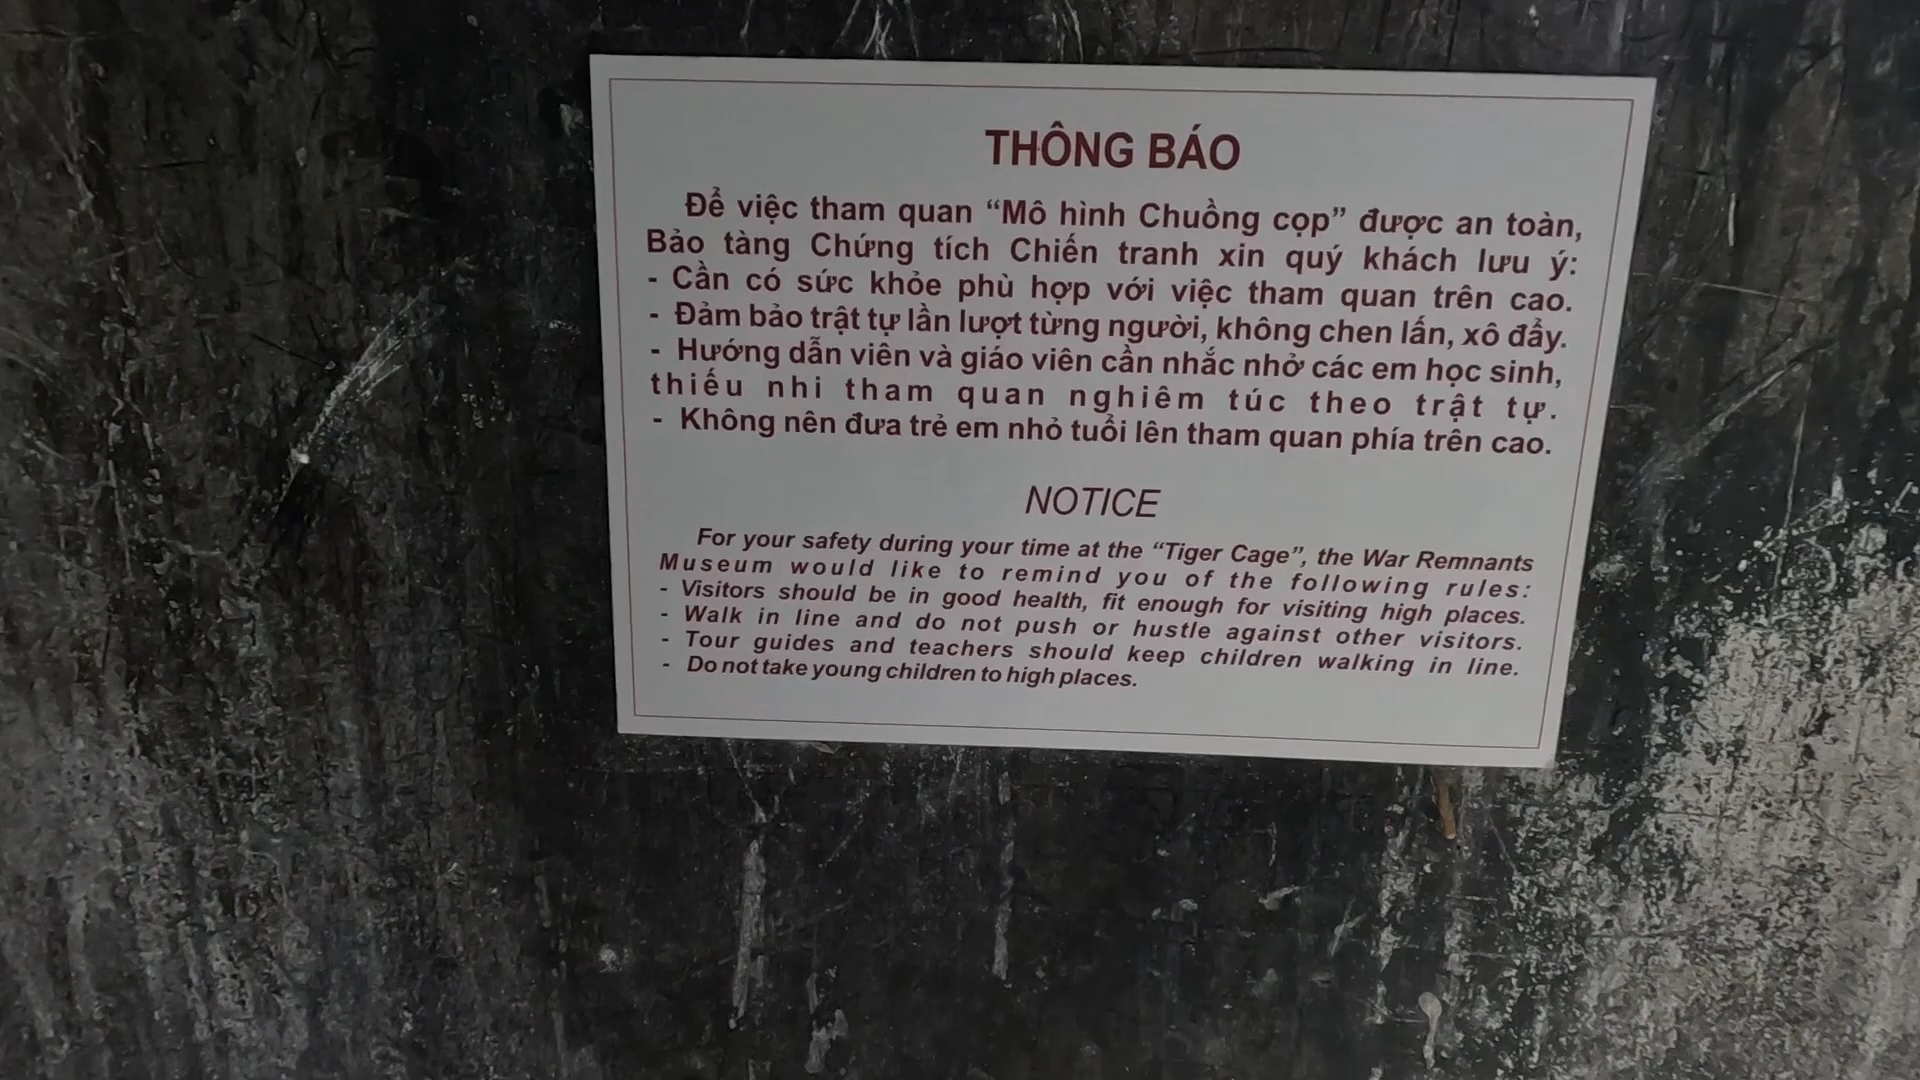 THÔNG BÁO
Để việc tham quan “Mô hình Chuồng cọp” được an toàn,
Bảo tàng Chứng tích Chiến tranh xin quý khách lưu ý:
- Cần có sức khỏe phù hợp với việc tham quan trên cao.
- Đảm bảo trật tự lần lượt từng người, không chen lấn, xô đẩy.
- Hướng dẫn viên và giáo viên cần nhắc nhở các em học sinh,
thiếu nhi tham quan nghiêm túc theo trật tự.
- Không nên đưa trẻ em nhỏ tuổi lên tham quan phía trên cao.
NOTICE
For your safety during your time at the “Tiger Cage”, the War Remnants
Museum would like to remind you of the following rules:
- Visitors should be in good health, fit enough for visiting high places.
- Walk in line and do not push or hustle against other visitors.
- Tour guides and teachers should keep children walking in line.
- Do not take young children to high places.